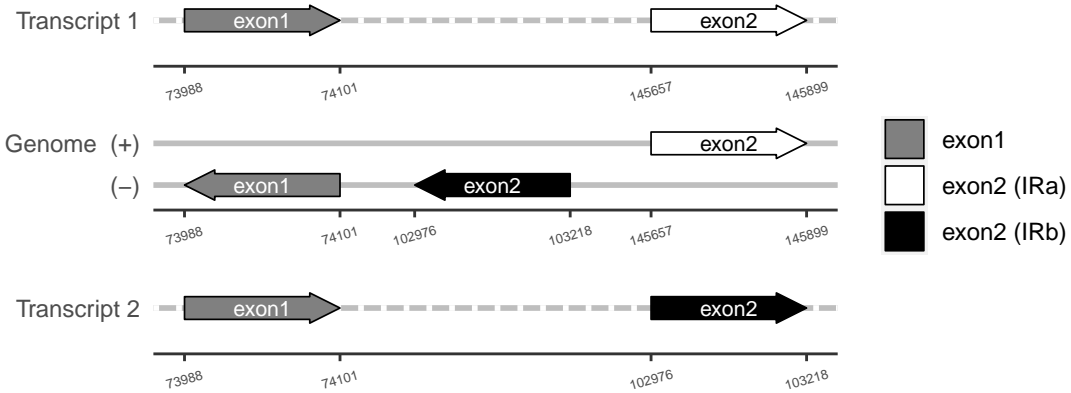 Transcript 1 exon1 exon2
73988 74101 145657 145899
Genome (+) exon2
(−) exon1 exon2
73988 74101 102976 103218 145657 145899
exon1
exon2 (IRa)
exon2 (IRb)
Transcript 2 exon1 exon2
73988 74101 102976 103218